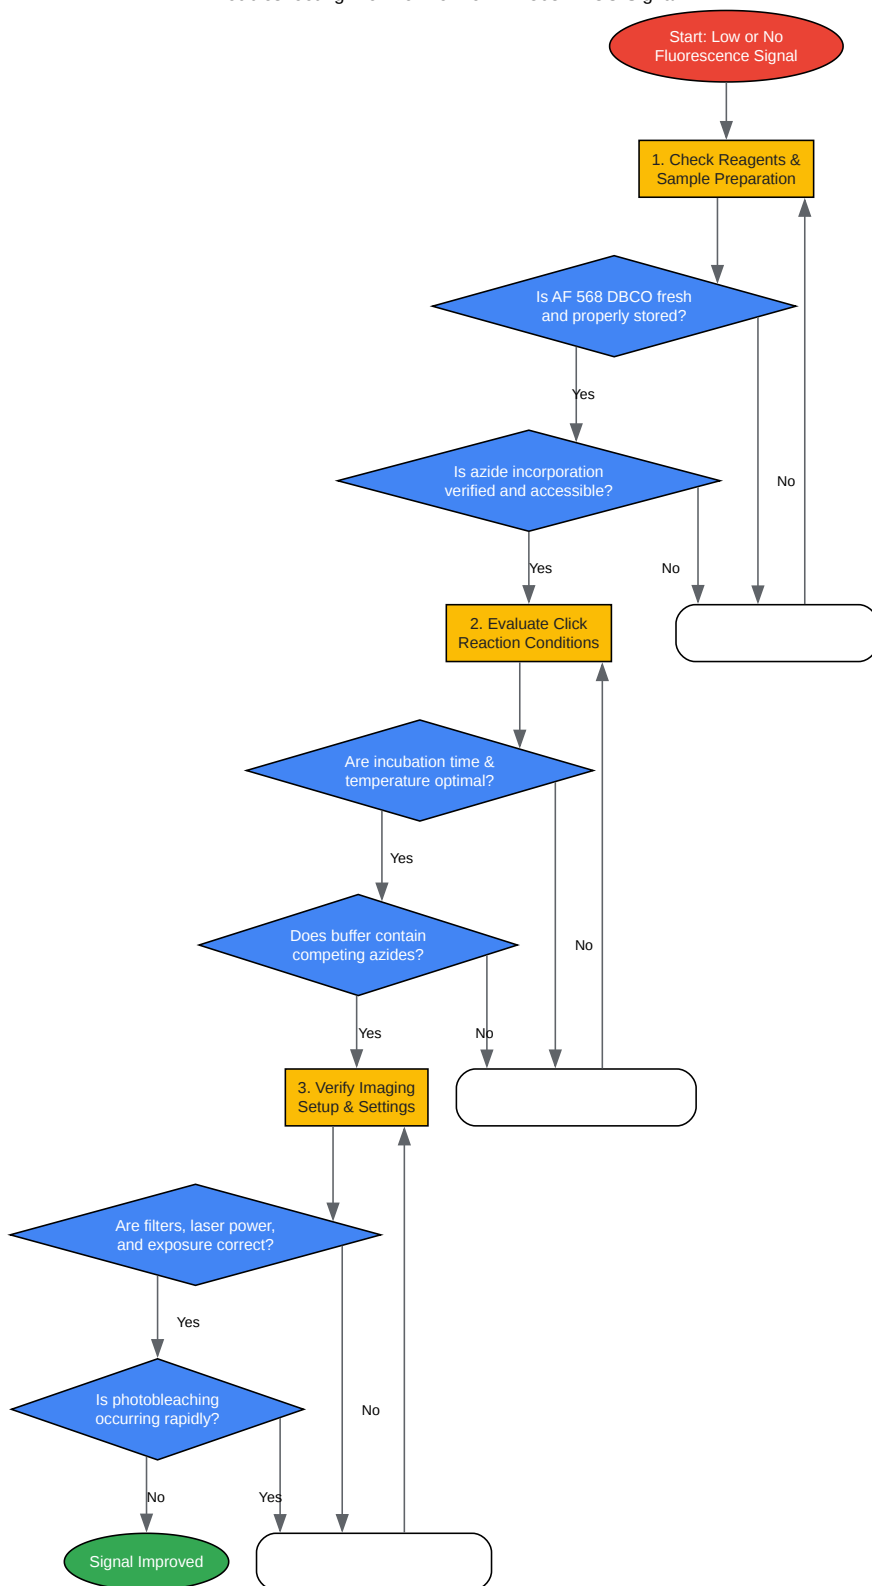 Start: Low or No
Fluorescence Signal
1. Check Reagents &
Sample Preparation
Is AF 568 DBCO fresh
and properly stored?
Yes
Is azide incorporation
verified and accessible?
No
Yes
No
2. Evaluate Click
Reaction Conditions
Are incubation time &
temperature optimal?
Yes
Does buffer contain
competing azides?
No
Yes
No
3. Verify Imaging
Setup & Settings
Are filters, laser power,
and exposure correct?
Yes
Is photobleaching
occurring rapidly?
No
No
Yes
Signal Improved